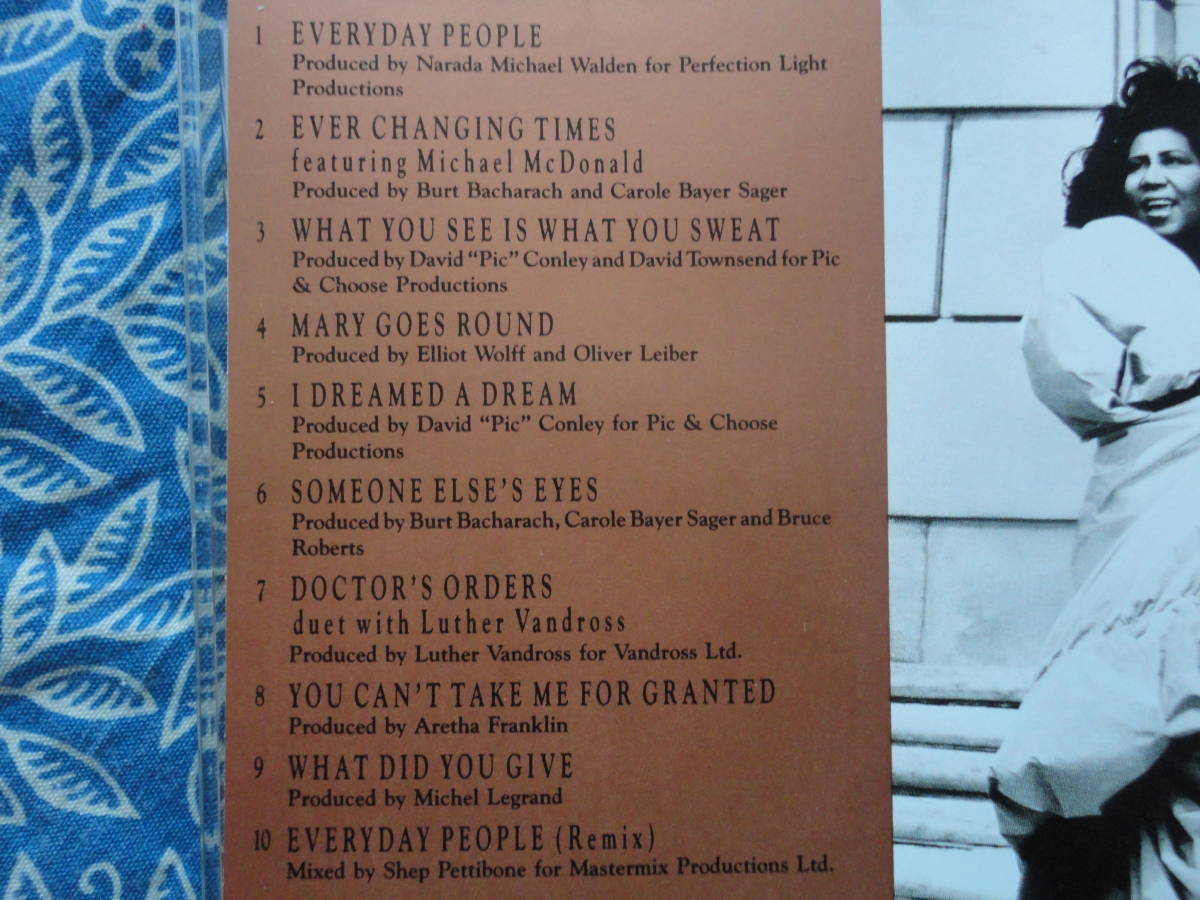 1 EVERYDAY PEOPLE
Produced by Narada Michael Walden for Perfection Light
Productions
2 EVER CHANGING TIMES
featuring Michael McDonald
Produced by Burt Bacharach and Carole Bayer Sager
3 WHAT YOU SEE IS WHAT YOU SWEAT
Produced by David "Pic" Conley and David Townsend for Pic
& Choose Productions
4 MARY GOES ROUND
Produced by Elliot Wolff and Oliver Leiber
5 I DREAMED A DREAM
Produced by David "Pic" Conley for Pic & Choose
Productions
6 SOMEONE ELSE'S EYES
Produced by Burt Bacharach, Carole Bayer Sager and Bruce
Roberts
7 DOCTOR'S ORDERS
duet with Luther Vandross
Produced by Luther Vandross for Vandross Ltd.
8 YOU CAN'T TAKE ME FOR GRANTED
Produced by Aretha Franklin
9 WHAT DID YOU GIVE
Produced by Michel Legrand
10 EVERYDAY PEOPLE (Remix)
Mixed by Shep Pettibone for Mastermix Productions Ltd.